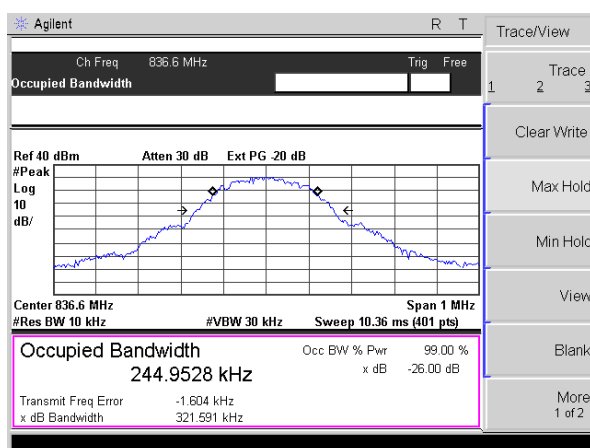 Agilent R T
Ch Freq 836.6 MHz Trig Free
Occupied Bandwidth
Ref 40 dBm Atten 30 dB Ext PG -20 dB
#Peak
Log
10
dB/
Center 836.6 MHz Span 1 MHz
#Res BW 10 kHz #VBW 30 kHz Sweep 10.36 ms (401 pts)
Occupied Bandwidth Occ BW % Pwr 99.00 %
244.9528 kHz x dB -26.00 dB
Transmit Freq Error -1.604 kHz
x dB Bandwidth 321.591 kHz
Trace/View
Trace
1 2 3
Clear Write
Max Hold
Min Hold
View
Blank
More
1 of 2